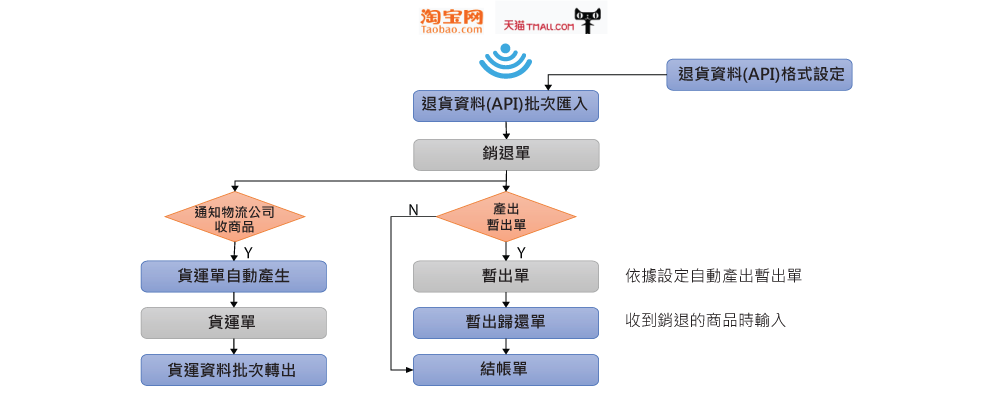 淘宝网
Taobao.com
天猫 TMALL.COM
退貨資料(API)格式設定
退貨資料(API)批次匯入
銷退單
通知物流公司
收商品
N
產出
暫出單
Y
Y
貨運單自動產生
暫出單
依據設定自動產出暫出單
貨運單
暫出歸還單
收到銷退的商品時輸入
貨運資料批次轉出
結帳單